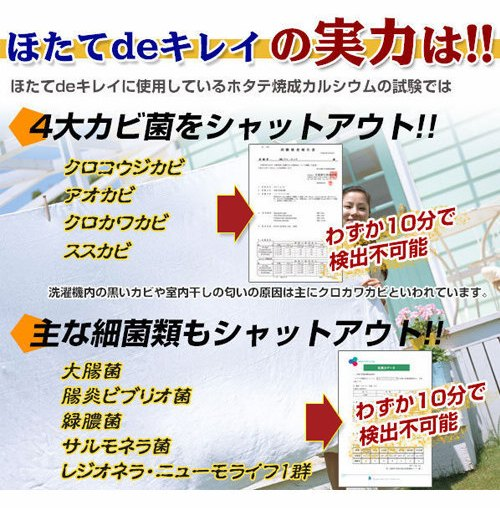 ほたてdeキレイの実力は!!
ほたてdeキレイに使用しているホタテ焼成カルシウムの試験では
4大カビ菌をシャットアウト!!
クロコウジカビ
アオカビ
クロカワカビ
ススカビ
わずか10分で
検出不可能
洗濯機内の黒いカビや室内干しの匂いの原因は主にクロカワカビといわれています。
主な細菌類もシャットアウト!!
大腸菌
腸炎ビブリオ菌
緑膿菌
サルモネラ菌
レジオネラ・ニューモライフ1群
わずか10分で
検出不可能